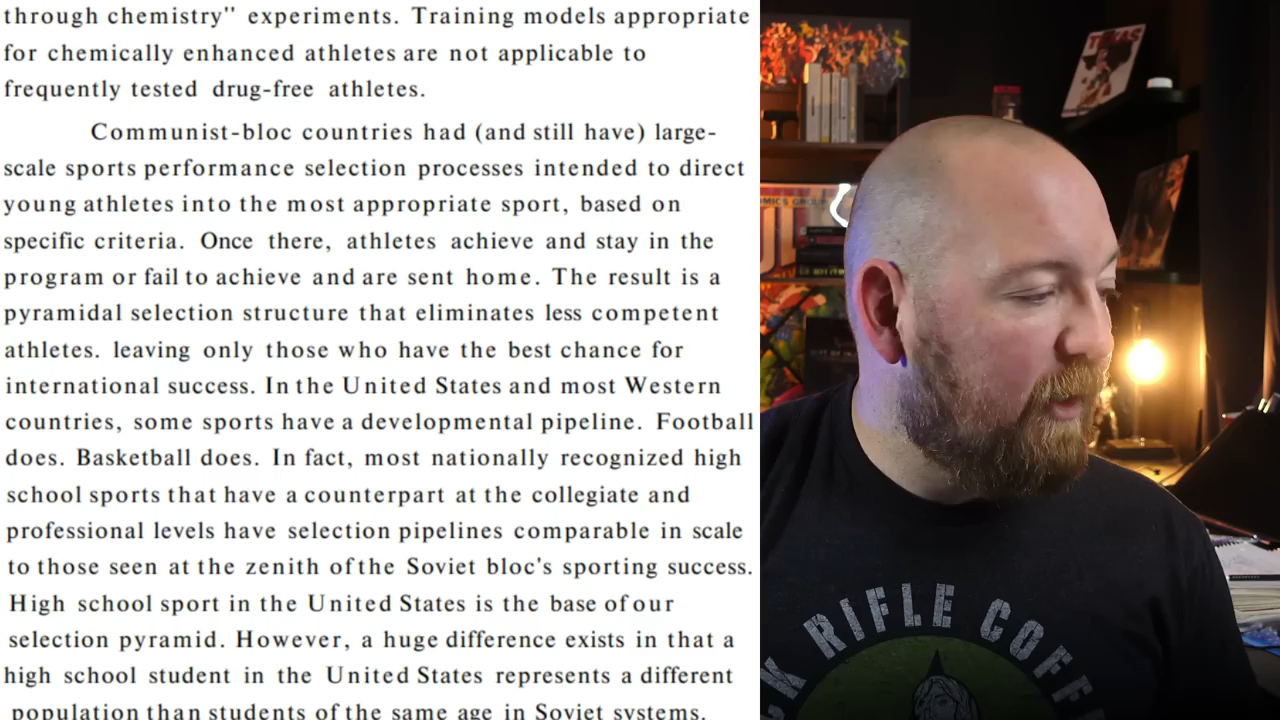 through chemistry" experiments. Training models appropriate
for chemically enhanced athletes are not applicable to
frequently tested drug-free athletes.
Communist-bloc countries had (and still have) large-
scale sports performance selection processes intended to direct
young athletes into the most appropriate sport, based on
specific criteria. Once there, athletes achieve and stay in the
program or fail to achieve and are sent home. The result is a
pyramidal selection structure that eliminates less competent
athletes. leaving only those who have the best chance for
international success. In the United States and most Western
countries, some sports have a developmental pipeline. Football
does. Basketball does. In fact, most nationally recognized high
school sports that have a counterpart at the collegiate and
professional levels have selection pipelines comparable in scale
to those seen at the zenith of the Soviet bloc's sporting success.
High school sport in the United States is the base of our
selection pyramid. However, a huge difference exists in that a
high school student in the United States represents a different
population than students of the same age in Soviet systems.
TEXAS
COMICS GROUP
CK RIFLE COFF